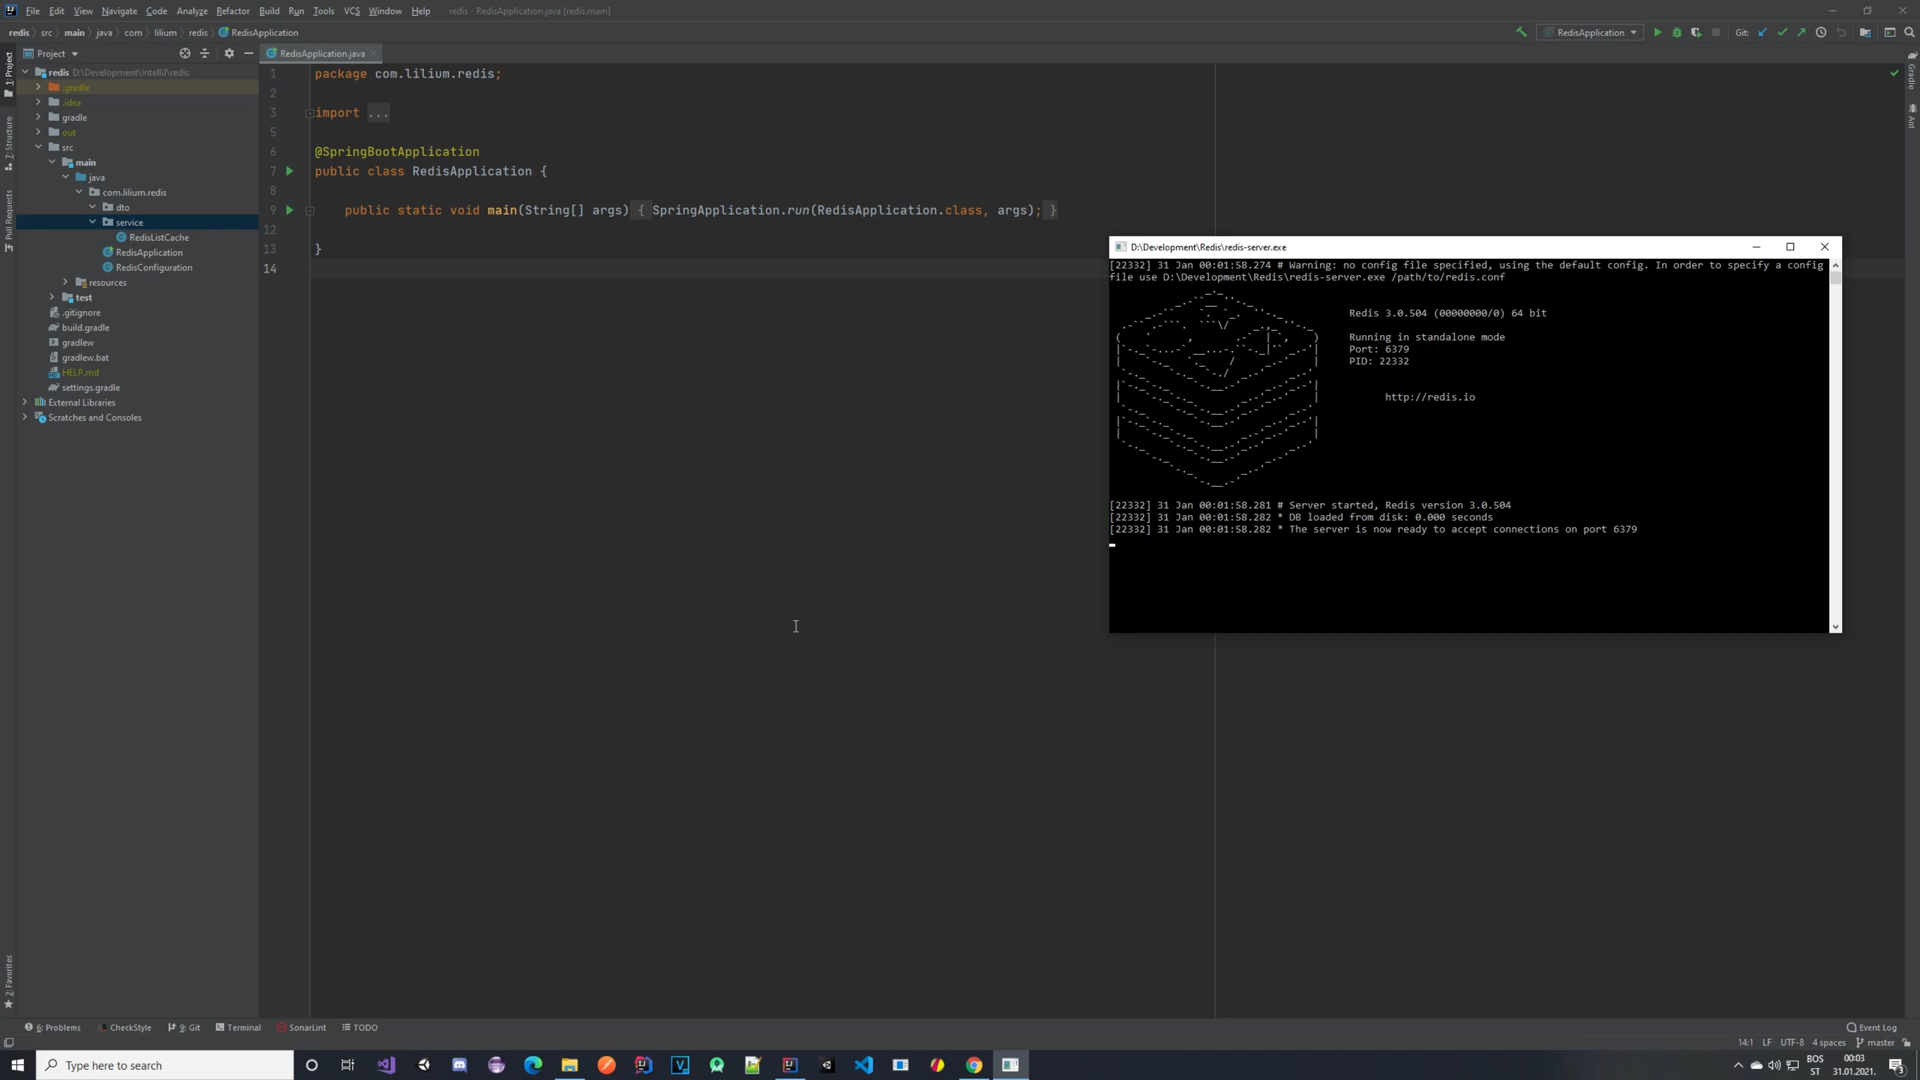 File Edit View Navigate Code Analyze Refactor Build Run Tools VCS Window Help redis - RedisApplication.java [redis.main]
redis src main java com lilium redis RedisApplication
RedisApplication Git:
Project
RedisApplication.java
redis D:\Development\IntelliJ\redis
.gradle
.idea
gradle
out
src
main
java
com.lilium.redis
dto
service
RedisListCache
RedisApplication
RedisConfiguration
resources
test
.gitignore
build.gradle
gradlew
gradlew.bat
HELP.md
settings.gradle
External Libraries
Scratches and Consoles
1: Project
7: Structure
Pull Requests
2: Favorites
1 package com.lilium.redis;
2
3 import ...
5
6 @SpringBootApplication
7 public class RedisApplication {
8
9 public static void main(String[] args) { SpringApplication.run(RedisApplication.class, args); }
12
13 }
14
Gradle
Ant
D:\Development\Redis\redis-server.exe
[22332] 31 Jan 00:01:58.274 # Warning: no config file specified, using the default config. In order to specify a config
file use D:\Development\Redis\redis-server.exe /path/to/redis.conf
Redis 3.0.504 (00000000/0) 64 bit
Running in standalone mode
Port: 6379
PID: 22332
http://redis.io
[22332] 31 Jan 00:01:58.281 # Server started, Redis version 3.0.504
[22332] 31 Jan 00:01:58.282 * DB loaded from disk: 0.000 seconds
[22332] 31 Jan 00:01:58.282 * The server is now ready to accept connections on port 6379
6: Problems CheckStyle 9: Git Terminal SonarLint TODO Event Log
14:1 LF UTF-8 4 spaces master
Type here to search
BOS
ST
00:03
31.01.2021.
3